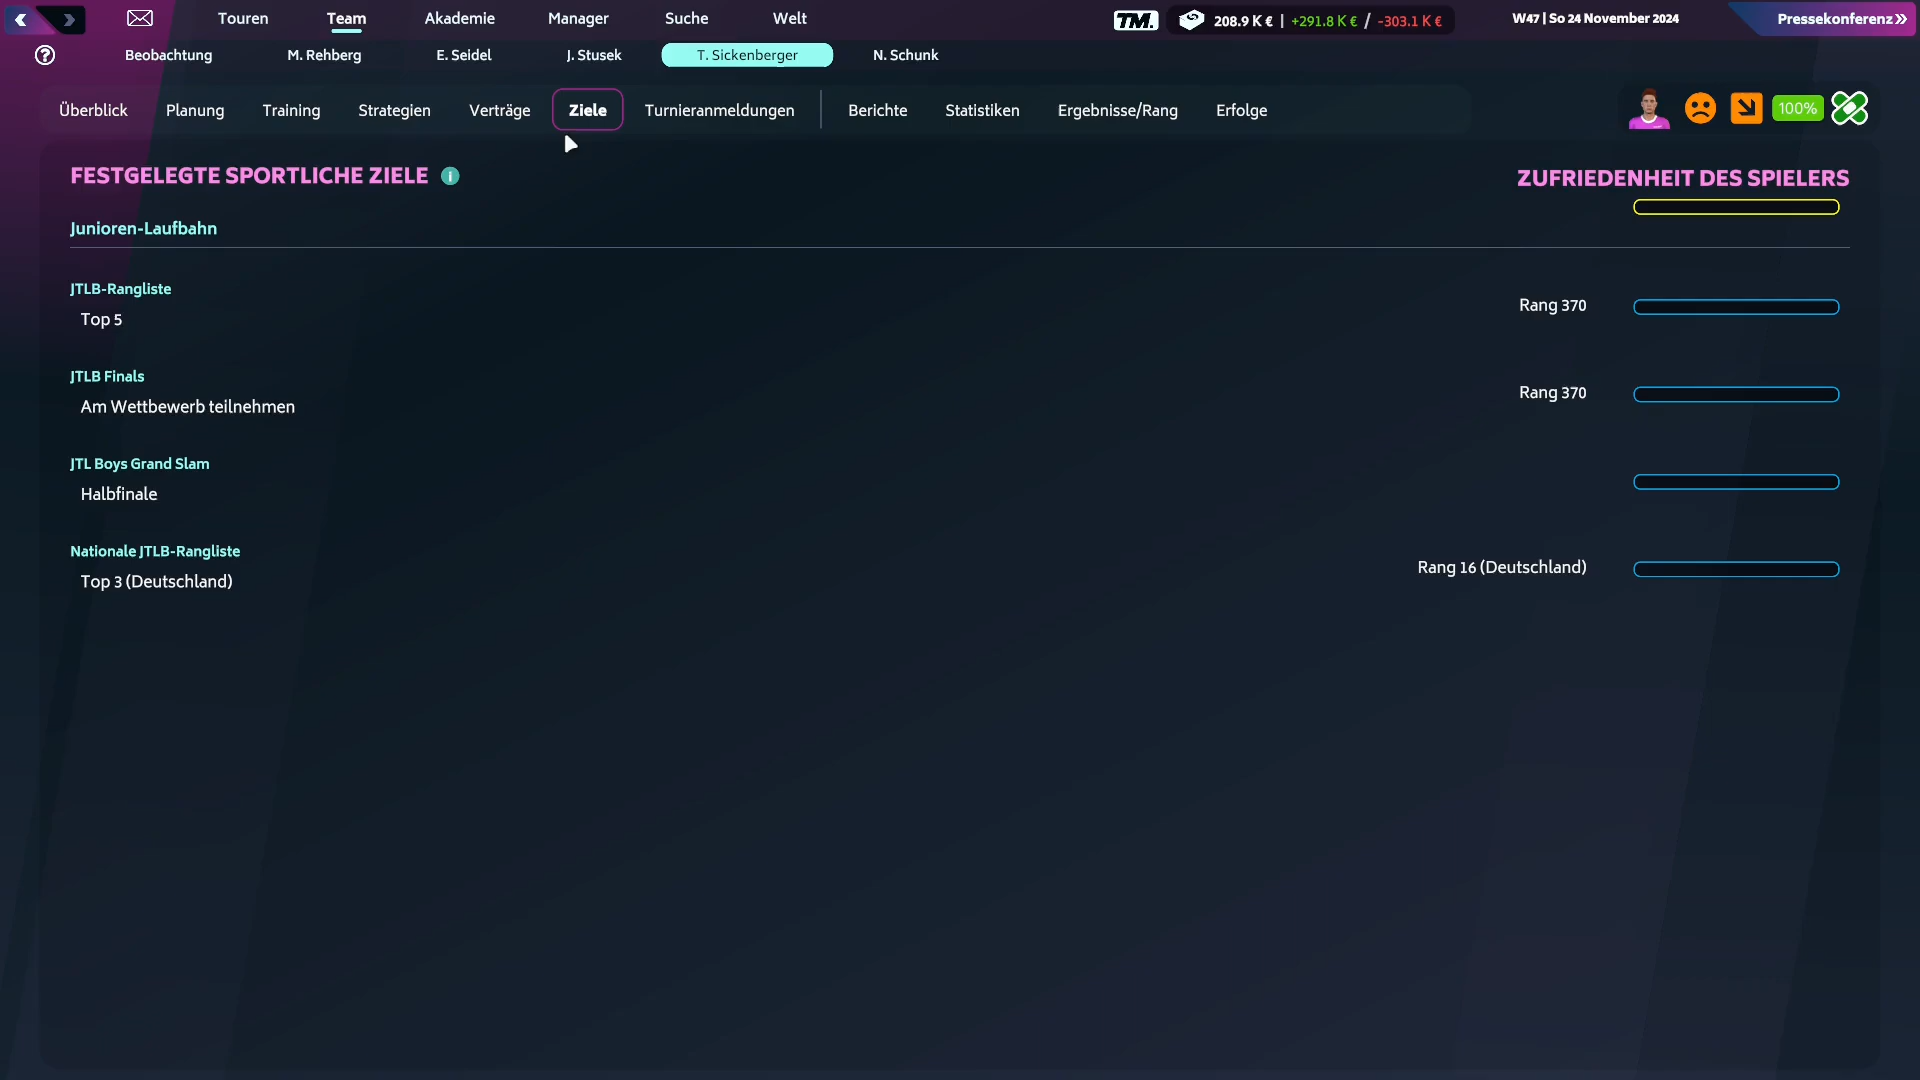 Touren
Team
Akademie
Manager
Suche
Welt
TM.
208.9 K € | +291.8 K € / -303.1 K €
W47 | So 24 November 2024
Pressekonferenz
Beobachtung
M. Rehberg
E. Seidel
J. Stusek
T. Sickenberger
N. Schunk
Überblick
Planung
Training
Strategien
Verträge
Ziele
Turnieranmeldungen
Berichte
Statistiken
Ergebnisse/Rang
Erfolge
100%
FESTGELEGTE SPORTLICHE ZIELE
ZUFRIEDENHEIT DES SPIELERS
Junioren-Laufbahn
JTLB-Rangliste
Top 5
Rang 370
JTLB Finals
Am Wettbewerb teilnehmen
Rang 370
JTL Boys Grand Slam
Halbfinale
Nationale JTLB-Rangliste
Top 3 (Deutschland)
Rang 16 (Deutschland)